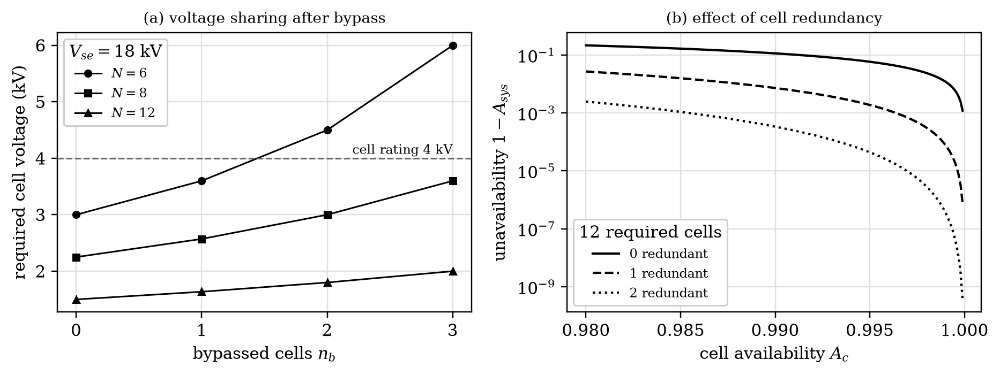 (a) voltage sharing after bypass
required cell voltage (kV)
6
5
4
3
2
V_se = 18 kV
N = 6
N = 8
N = 12
cell rating 4 kV
0 1 2 3
bypassed cells n_b
(b) effect of cell redundancy
unavailability 1 − A_sys
10⁻¹
10⁻³
10⁻⁵
10⁻⁷
10⁻⁹
12 required cells
0 redundant
1 redundant
2 redundant
0.980 0.985 0.990 0.995 1.000
cell availability A_c